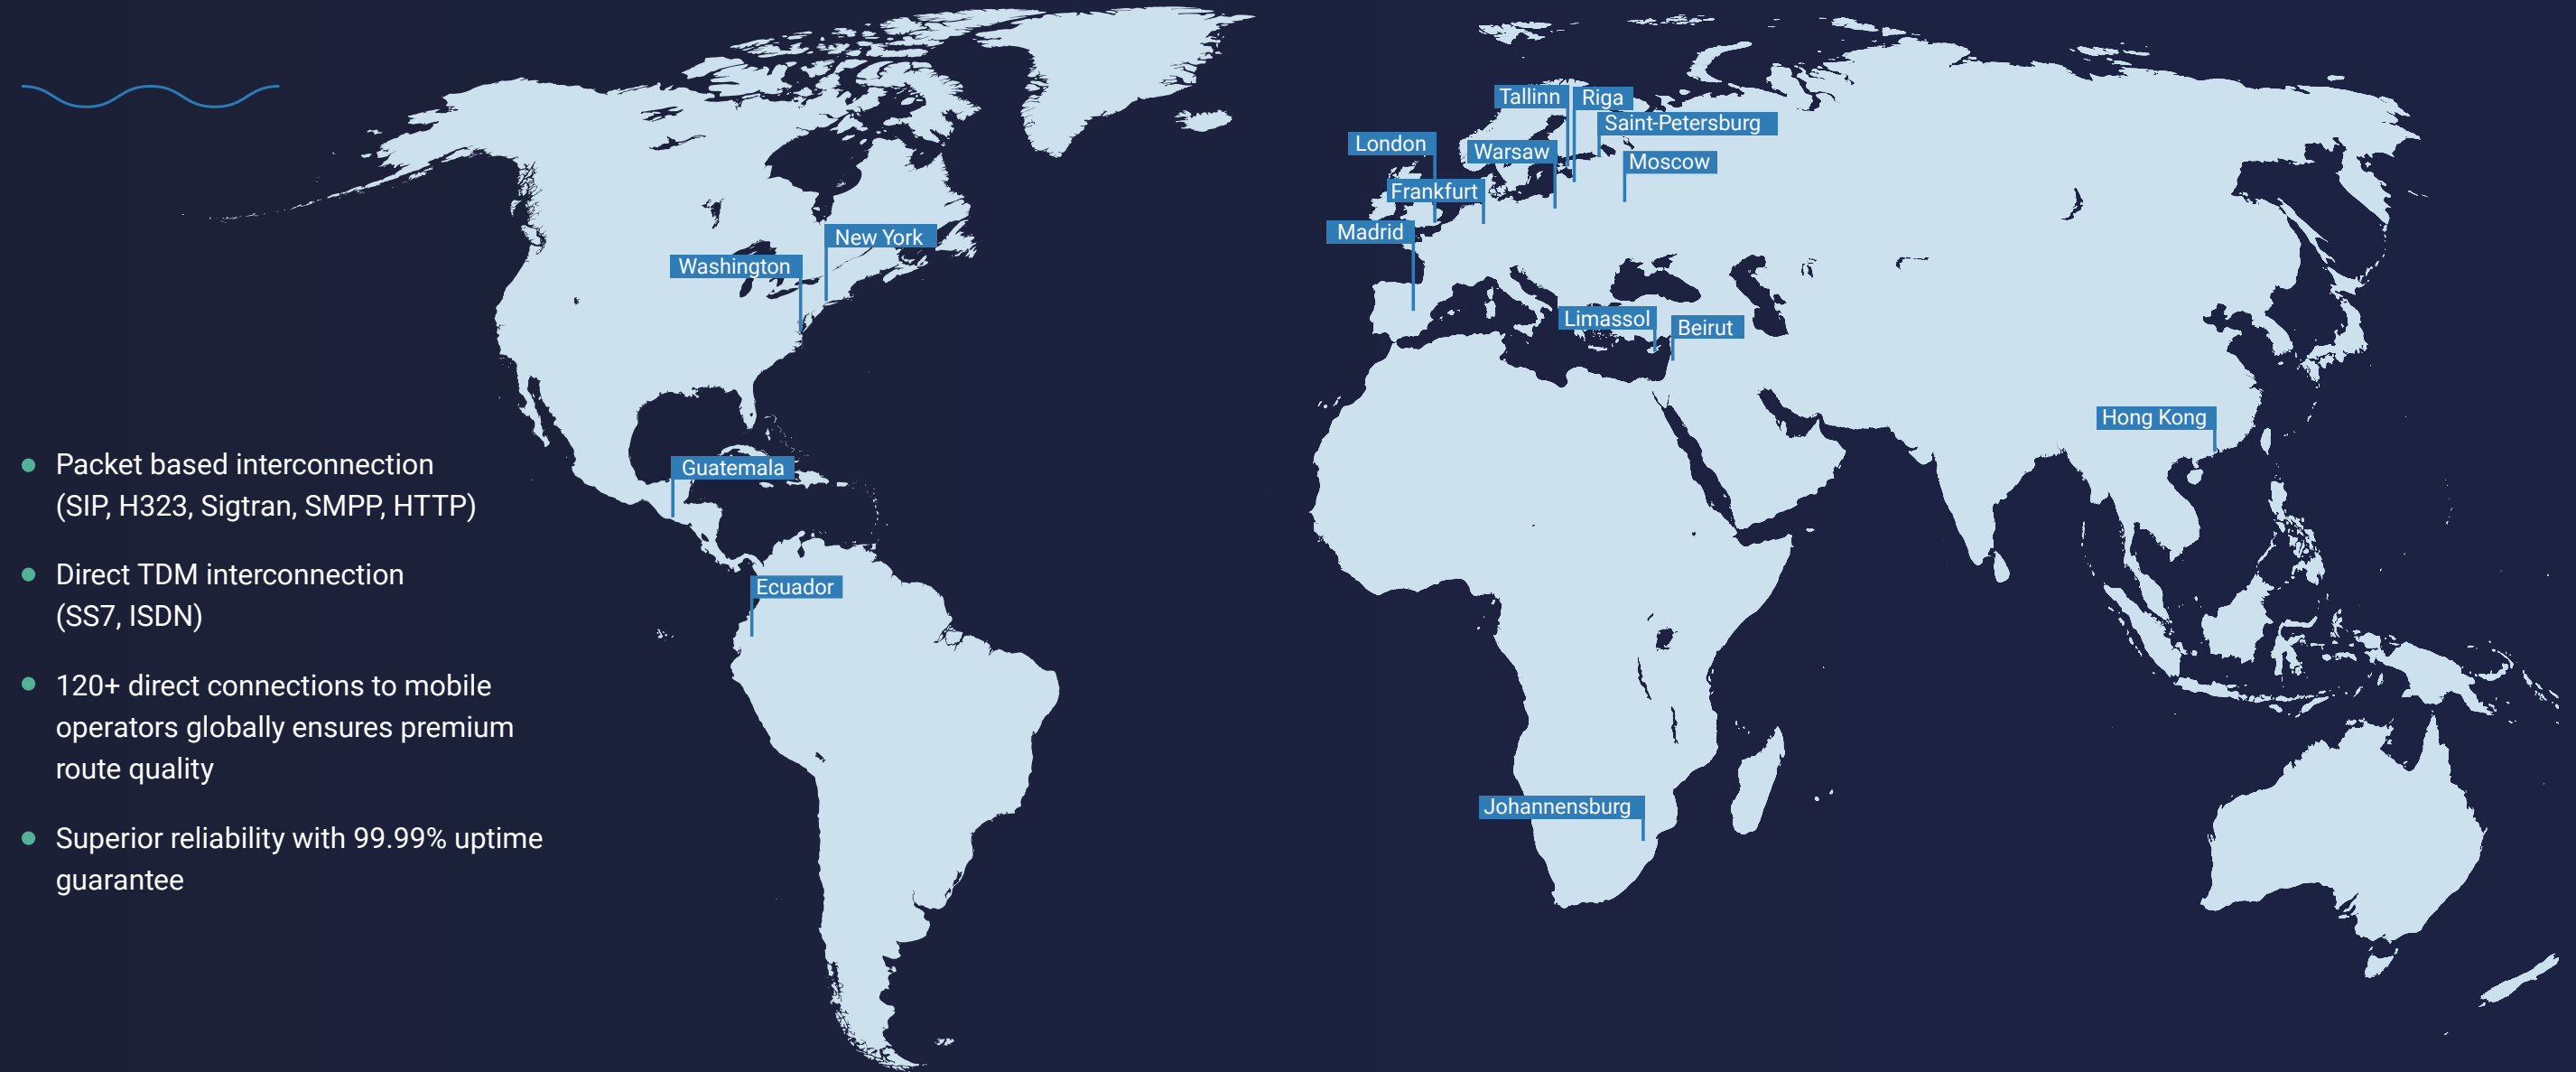 Tallinn
Riga
Saint-Petersburg
London
Warsaw
Moscow
Frankfurt
Madrid
New York
Washington
Limassol
Beirut
Hong Kong
Guatemala
Ecuador
Johannensburg
Packet based interconnection
(SIP, H323, Sigtran, SMPP, HTTP)
Direct TDM interconnection
(SS7, ISDN)
120+ direct connections to mobile
operators globally ensures premium
route quality
Superior reliability with 99.99% uptime
guarantee